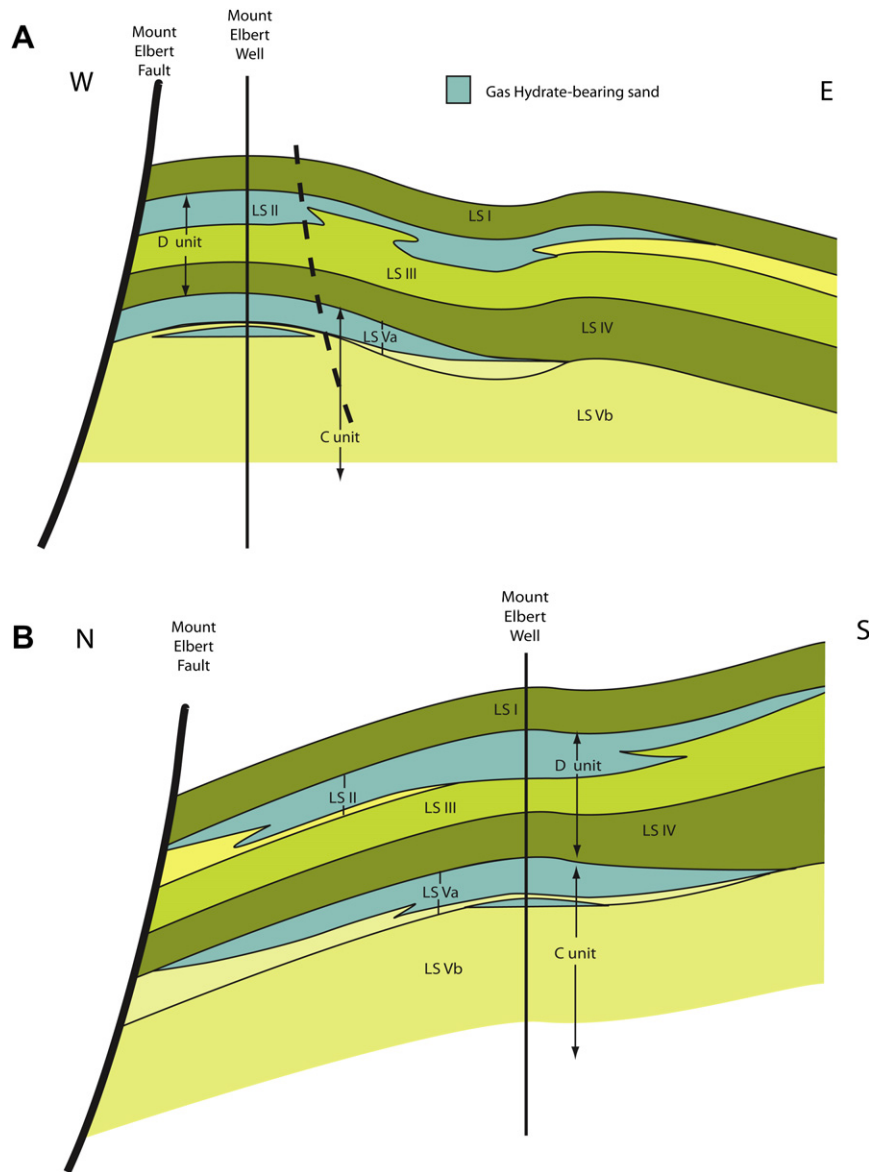 A
W
Mount
Elbert
Fault
Mount
Elbert
Well
Gas Hydrate-bearing sand
E
LS II
LS I
D unit
LS III
LS IV
LS Va
LS Vb
C unit
B
N
Mount
Elbert
Fault
Mount
Elbert
Well
S
LS I
D unit
LS II
LS III
LS IV
LS Va
C unit
LS Vb